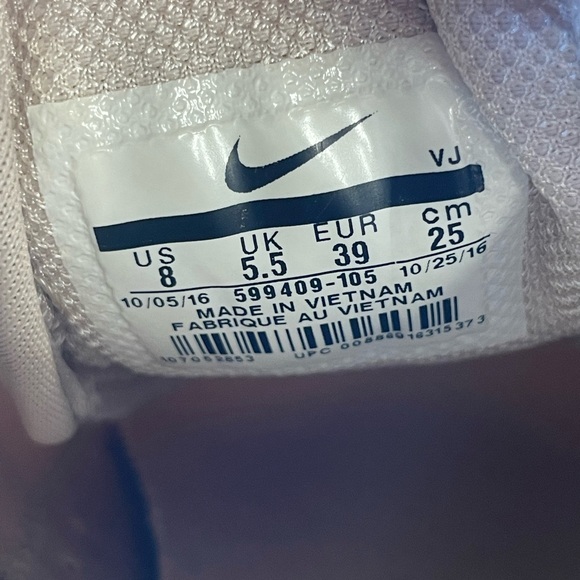 VJ
US UK EUR cm
8 5.5 39 25
10/05/16 599409-105 10/25/16
MADE IN VIETNAM
FABRIQUE AU VIETNAM
UPC